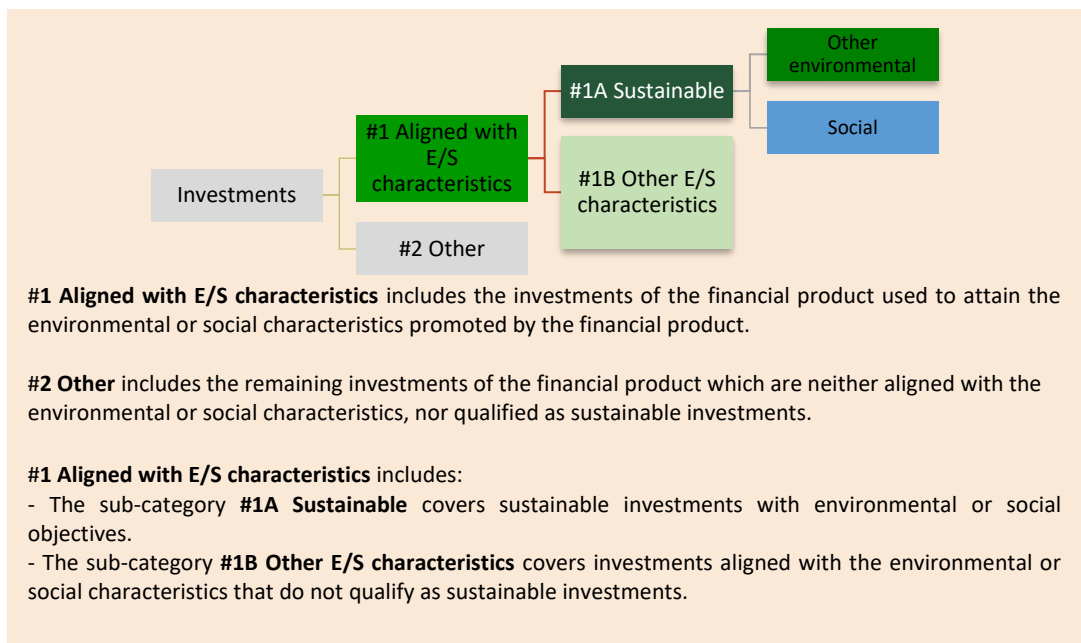 Other
environmental
#1A Sustainable
Social
#1 Aligned with
E/S
characteristics
#1B Other E/S
characteristics
Investments
#2 Other
#1 Aligned with E/S characteristics includes the investments of the financial product used to attain the
environmental or social characteristics promoted by the financial product.
#2 Other includes the remaining investments of the financial product which are neither aligned with the
environmental or social characteristics, nor qualified as sustainable investments.
#1 Aligned with E/S characteristics includes:
- The sub-category #1A Sustainable covers sustainable investments with environmental or social
objectives.
- The sub-category #1B Other E/S characteristics covers investments aligned with the environmental or
social characteristics that do not qualify as sustainable investments.